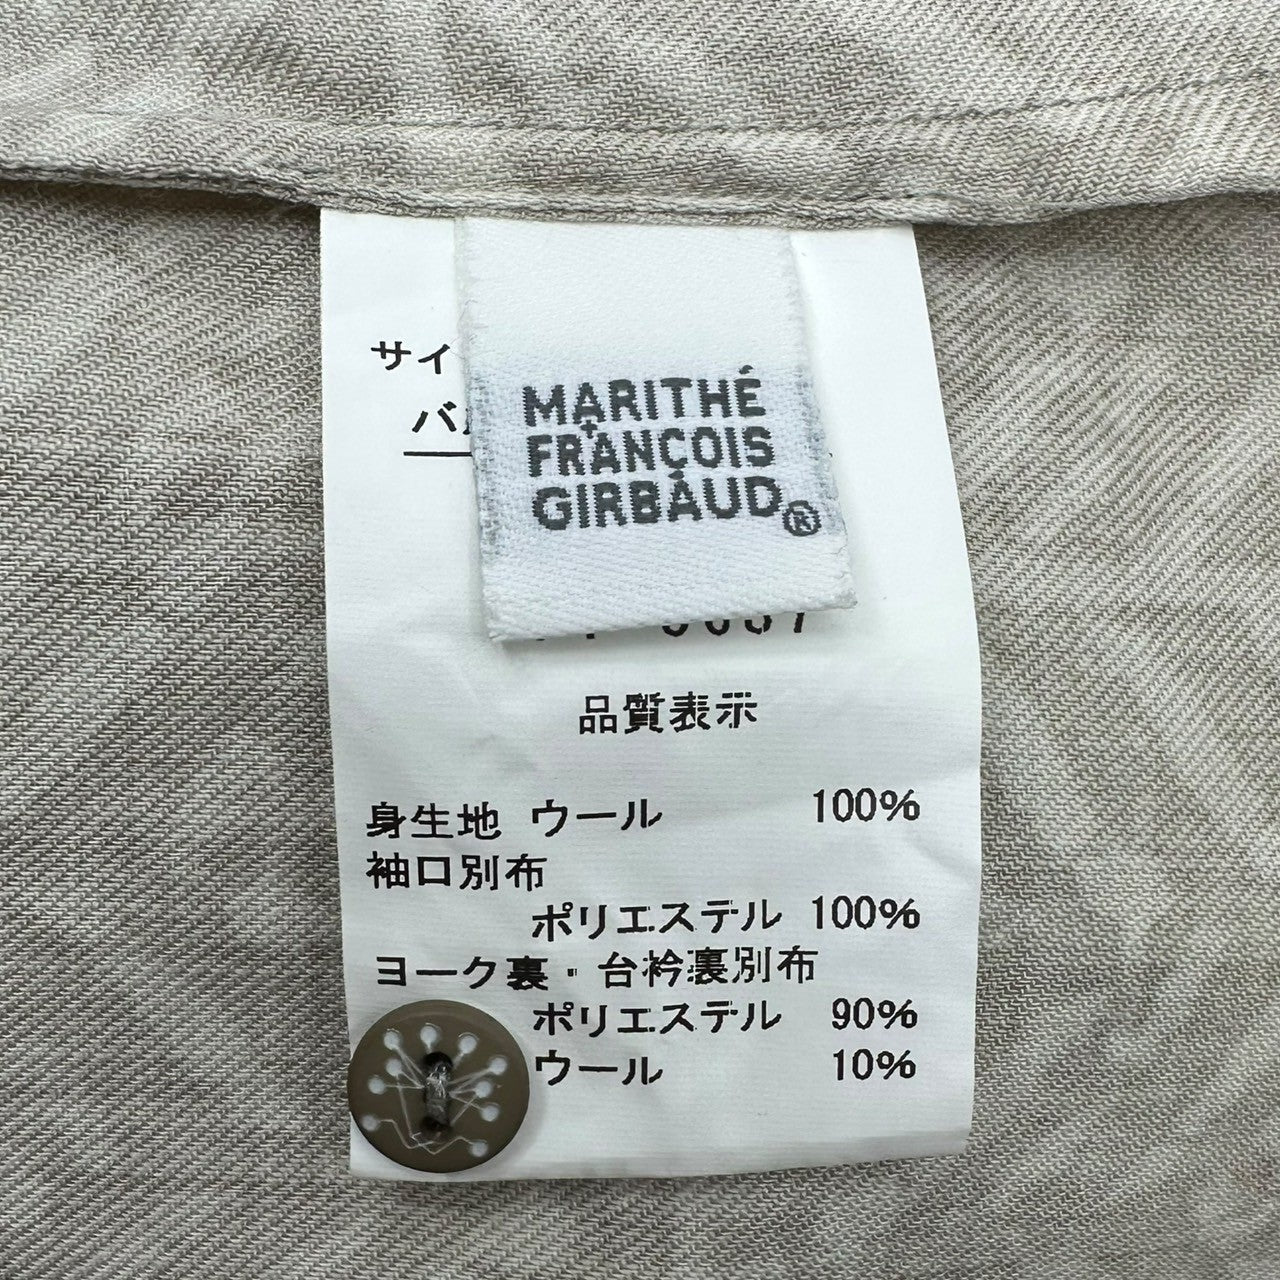 サイ
バ
MARITHÉ
+
FRANÇOIS
GIRBAUD®
品質表示
身生地 ウール 100%
袖口別布
ポリエステル 100%
ヨーク裏・台衿裏別布
ポリエステル 90%
ウール 10%